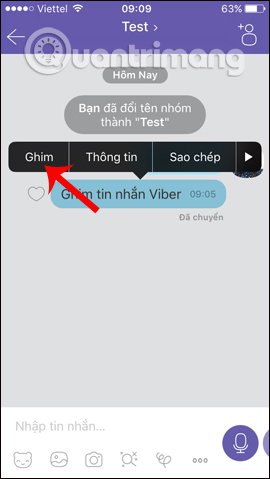 Viettel 09:09 63%
Test >
Quantrimang
Hôm Nay
Bạn đã đổi tên nhóm
thành "Test"
Ghim Thông tin Sao chép
Ghim tin nhắn Viber 09:05
Đã chuyển
Nhập tin nhắn...